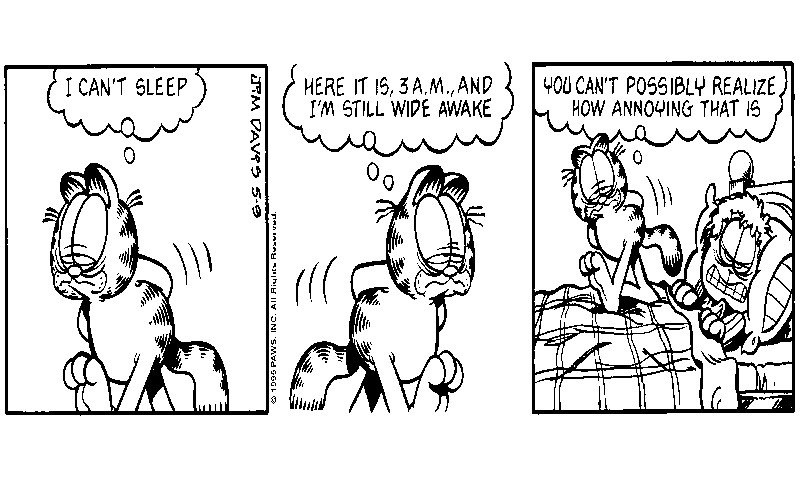 I CAN'T SLEEP
JIM DAVIS 5-9
© 1995 PAWS, INC. All Rights Reserved.
HERE IT IS, 3 A.M., AND
I'M STILL WIDE AWAKE
YOU CAN'T POSSIBLY REALIZE
HOW ANNOYING THAT IS